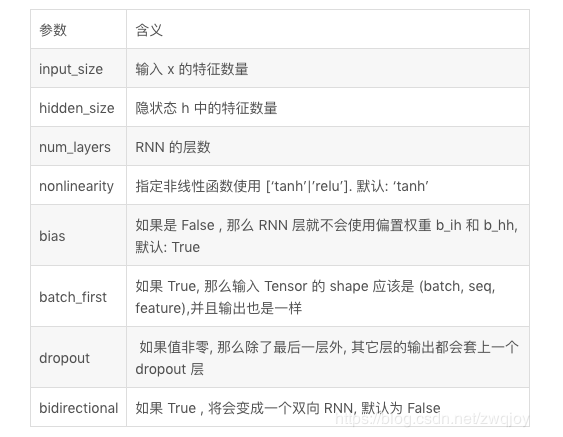 参数 含义
input_size 输入 x 的特征数量
hidden_size 隐状态 h 中的特征数量
num_layers RNN 的层数
nonlinearity 指定非线性函数使用 [‘tanh’|’relu’]. 默认: ‘tanh’
bias 如果是 False , 那么 RNN 层就不会使用偏置权重 b_ih 和 b_hh,
默认: True
batch_first 如果 True, 那么输入 Tensor 的 shape 应该是 (batch, seq,
feature),并且输出也是一样
dropout 如果值非零, 那么除了最后一层外, 其它层的输出都会套上一个
dropout 层
bidirectional 如果 True , 将会变成一个双向 RNN, 默认为 False
https://blog.csdn.net/zwqjoy